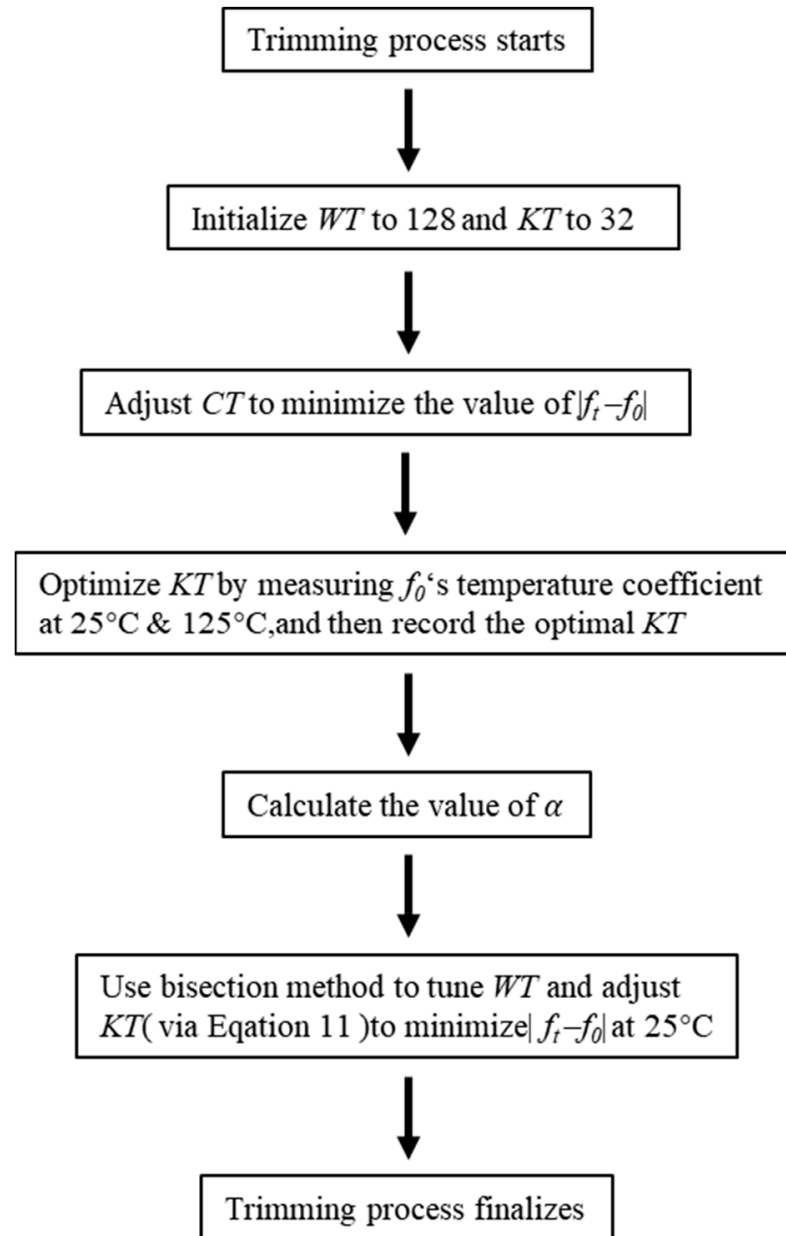 Trimming process starts
Initialize WT to 128 and KT to 32
Adjust CT to minimize the value of|fₜ−f₀|
Optimize KT by measuring f₀‘s temperature coefficient
at 25°C & 125°C,and then record the optimal KT
Calculate the value of α
Use bisection method to tune WT and adjust
KT( via Eqation 11 )to minimize| fₜ−f₀| at 25°C
Trimming process finalizes